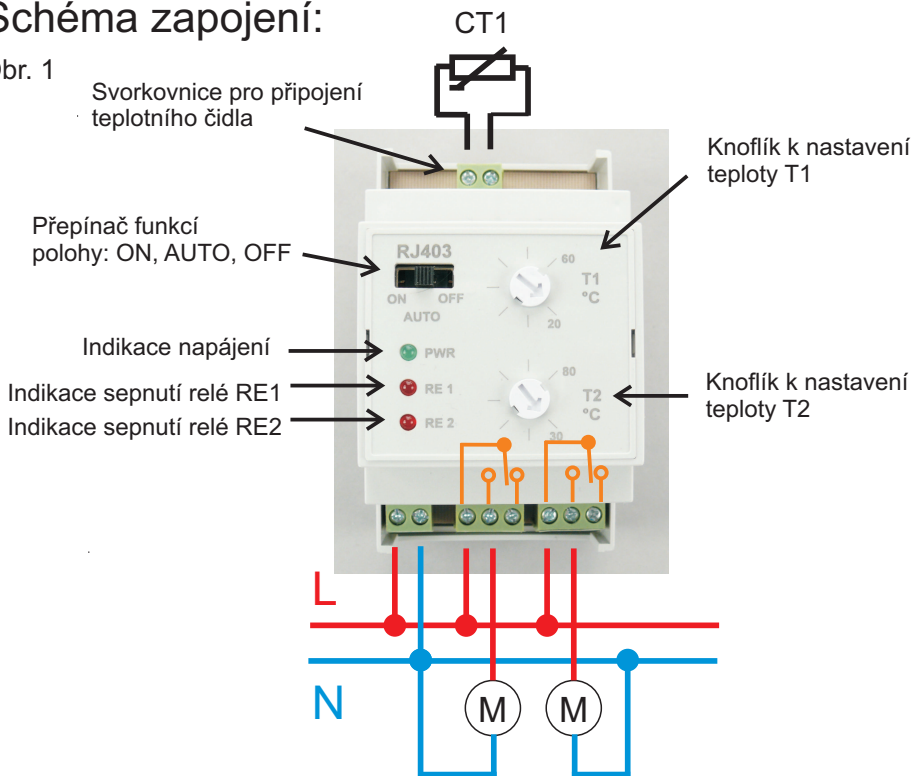 Schéma zapojení:
CT1
Obr. 1
Svorkovnice pro připojení
teplotního čidla
Knoflík k nastavení
teploty T1
Přepínač funkcí
polohy: ON, AUTO, OFF
RJ403
ON OFF
AUTO
60
T1
°C
20
Indikace napájení
PWR
Indikace sepnutí relé RE1
RE 1
Indikace sepnutí relé RE2
RE 2
80
T2
°C
30
Knoflík k nastavení
teploty T2
L
N
M M